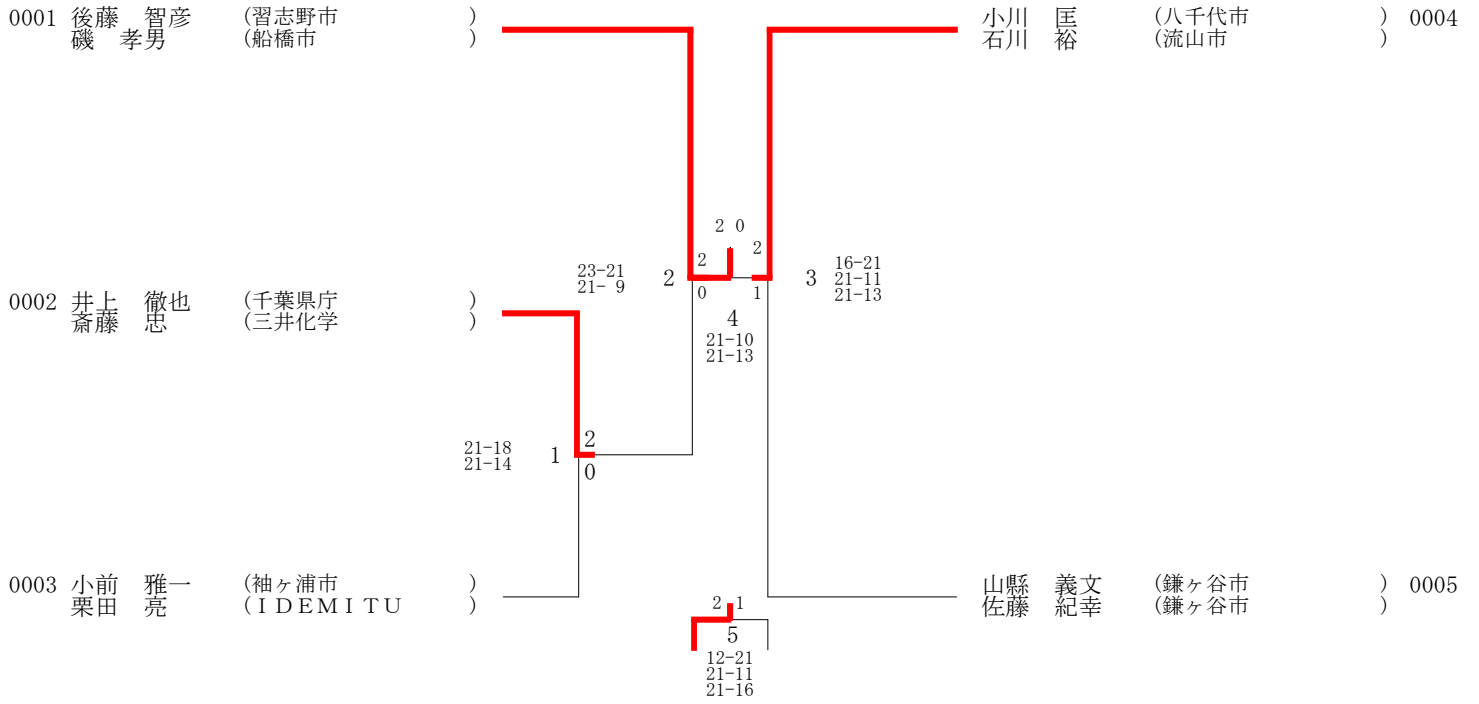 0001 後藤　智彦 (習志野市 )
磯　孝男 (船橋市 )
小川　匡 (八千代市 ) 0004
石川　裕 (流山市 )
2 0
2
2
23-21
21- 9
2
3
16-21
21-11
21-13
0
1
0002 井上　徹也 (千葉県庁 )
斎藤　忠 (三井化学 )
4
21-10
21-13
21-18
21-14
1
2
0
0003 小前　雅一 (袖ヶ浦市 )
栗田　亮 (ＩＤＥＭＩＴＵ )
山縣　義文 (鎌ヶ谷市 ) 0005
佐藤　紀幸 (鎌ヶ谷市 )
2 1
5
12-21
21-11
21-16